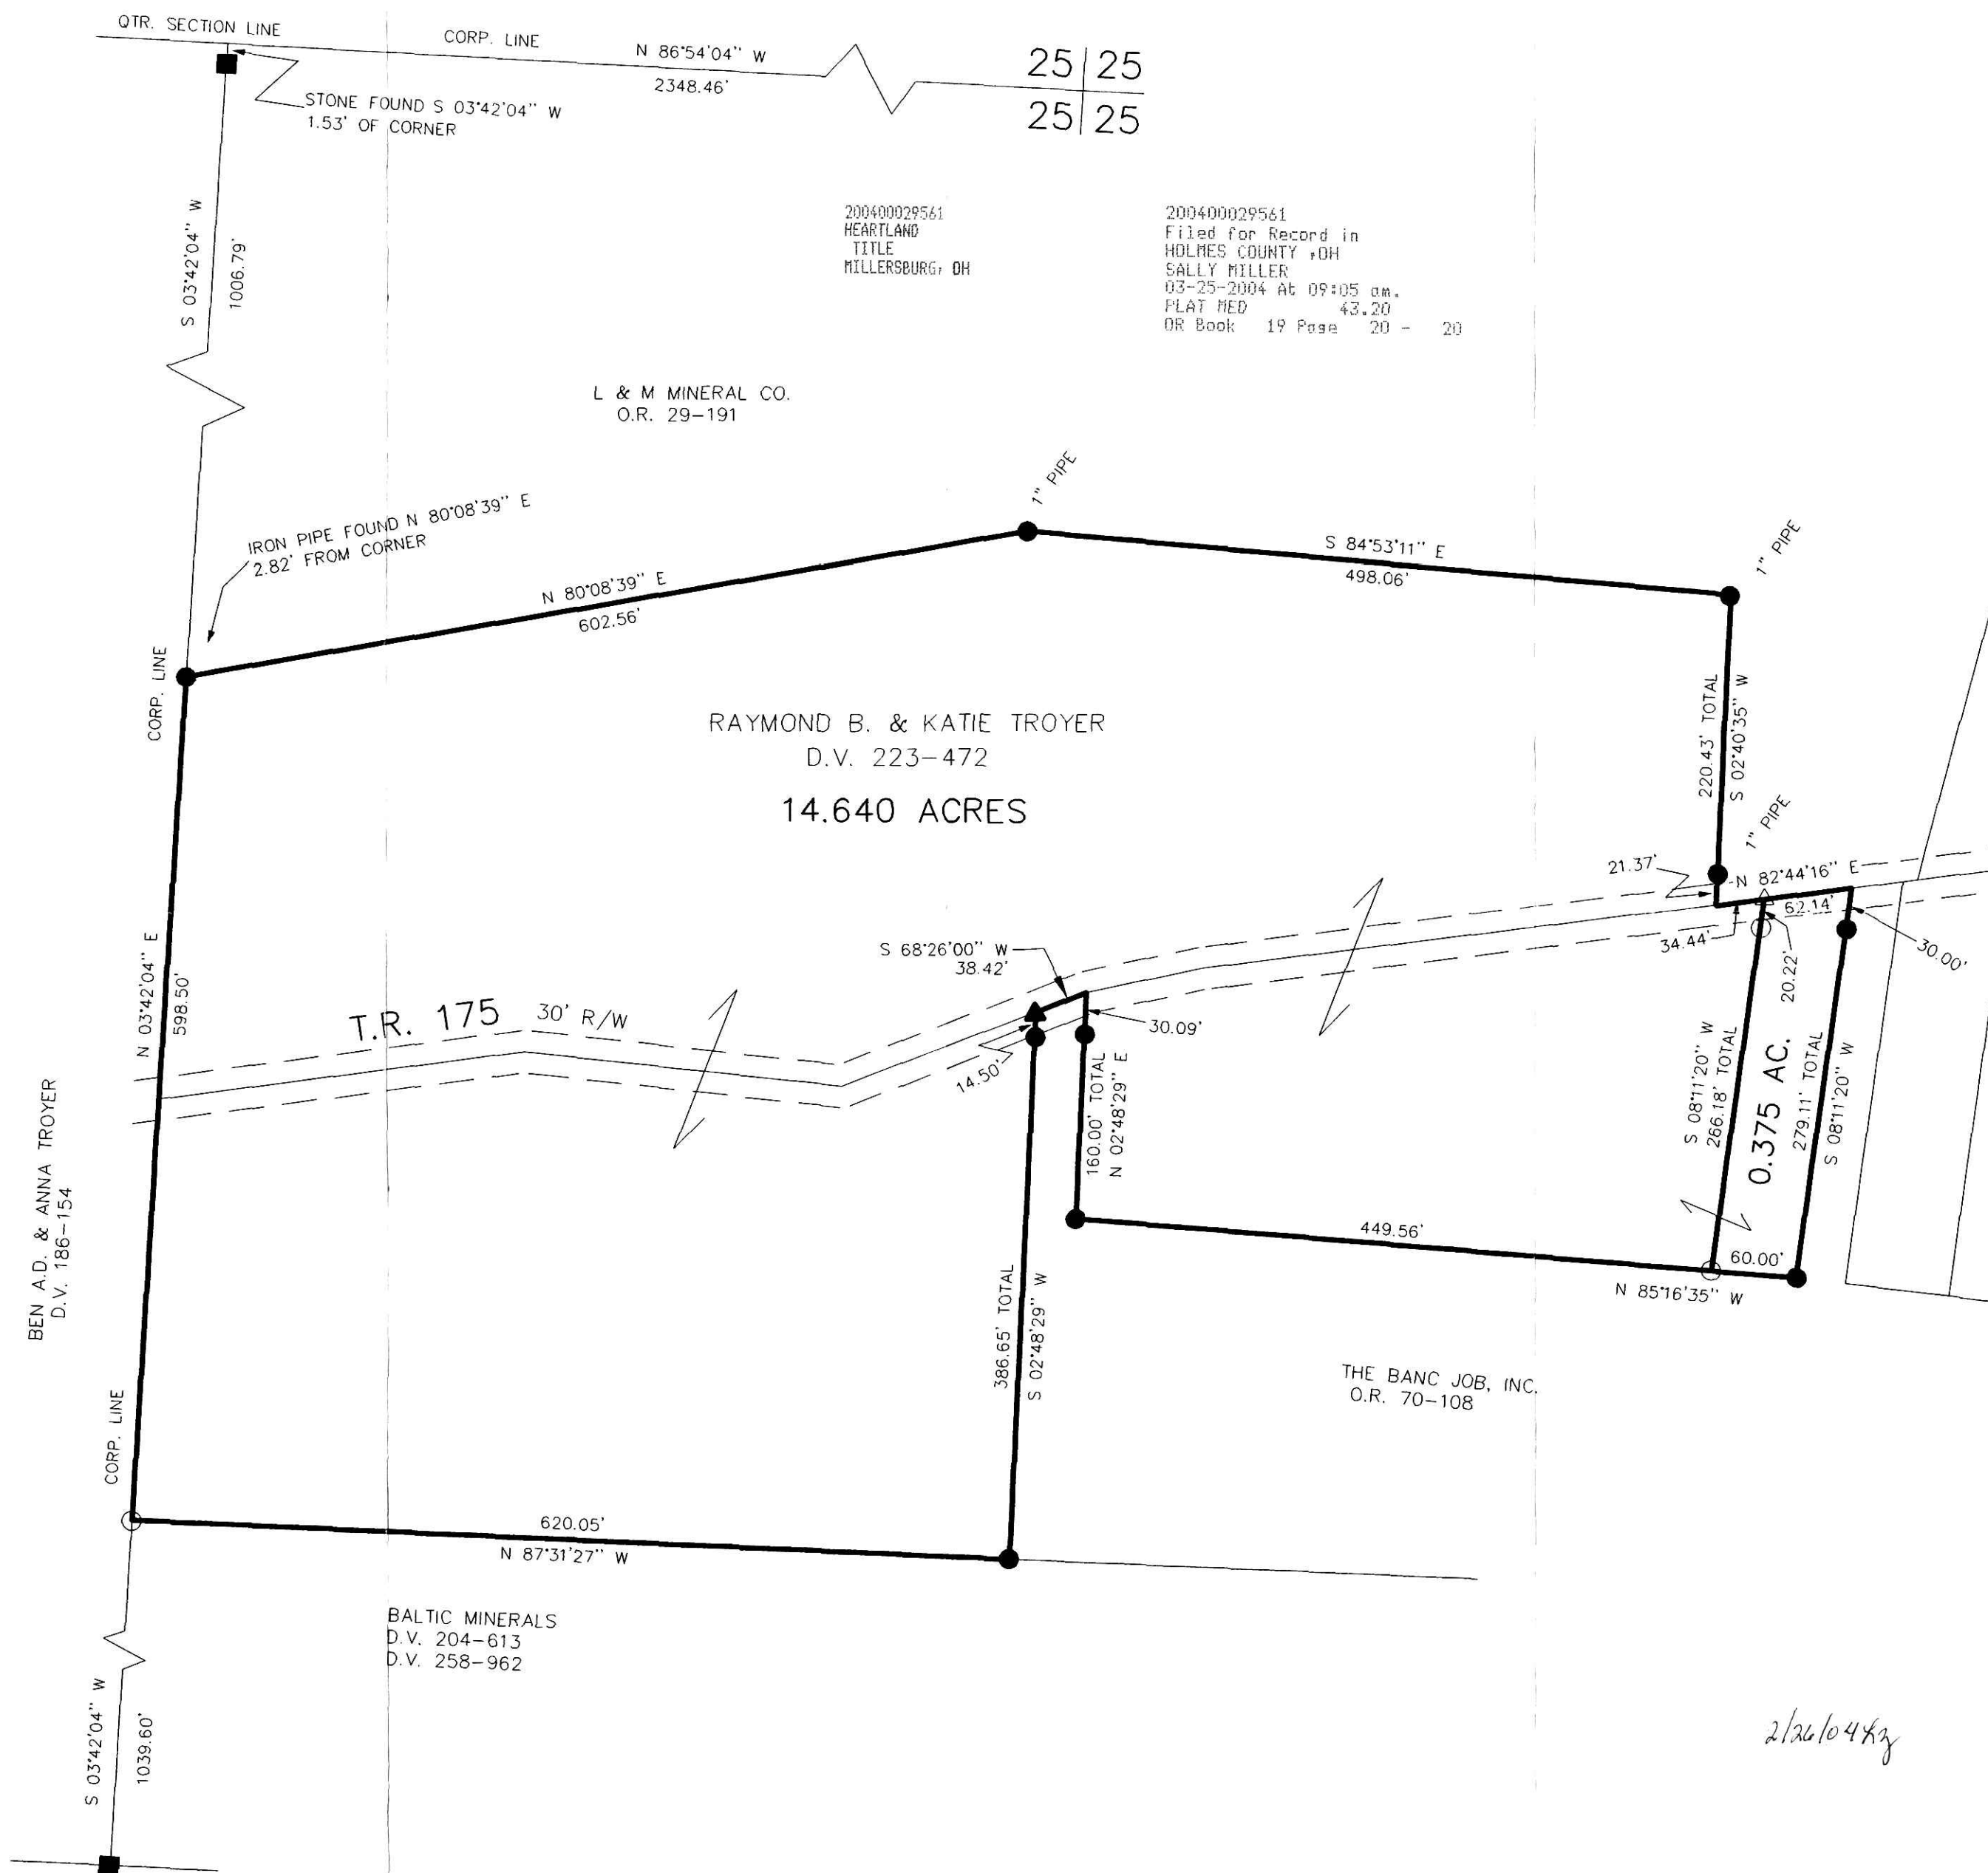 QTR. SECTION LINE
CORP. LINE
N 86°54'04" W
2348.46'
25 25
25 25
STONE FOUND S 03°42'04" W
1.53' OF CORNER
S 03°42'04" W
1006.79'
200400029561
HEARTLAND
TITLE
MILLERSBURG, OH
200400029561
Filed for Record in
HOLMES COUNTY ,OH
SALLY MILLER
03-25-2004 At 09:05 am.
PLAT MED 43.20
OR Book 19 Page 20 - 20
L & M MINERAL CO.
O.R. 29-191
IRON PIPE FOUND N 80°08'39" E
2.82' FROM CORNER
1" PIPE
N 80°08'39" E
602.56'
S 84°53'11" E
498.06'
1" PIPE
CORP. LINE
RAYMOND B. & KATIE TROYER
D.V. 223-472
14.640 ACRES
220.43' TOTAL
S 02°40'35" W
1" PIPE
21.37'
N 82°44'16" E
62.14'
34.44'
20.22'
30.00'
N 03°42'04" E
598.50'
T.R. 175 30' R/W
S 68°26'00" W
38.42'
14.50'
30.09'
160.00' TOTAL
N 02°48'29" E
S 08°11'20" W
266.18' TOTAL
0.375 AC.
279.11' TOTAL
S 08°11'20" W
BEN A.D. & ANNA TROYER
D.V. 186-154
449.56'
60.00'
N 85°16'35" W
386.65' TOTAL
S 02°48'29" W
THE BANC JOB, INC.
O.R. 70-108
CORP. LINE
620.05'
N 87°31'27" W
BALTIC MINERALS
D.V. 204-613
D.V. 258-962
S 03°42'04" W
1039.60'
2/26/04